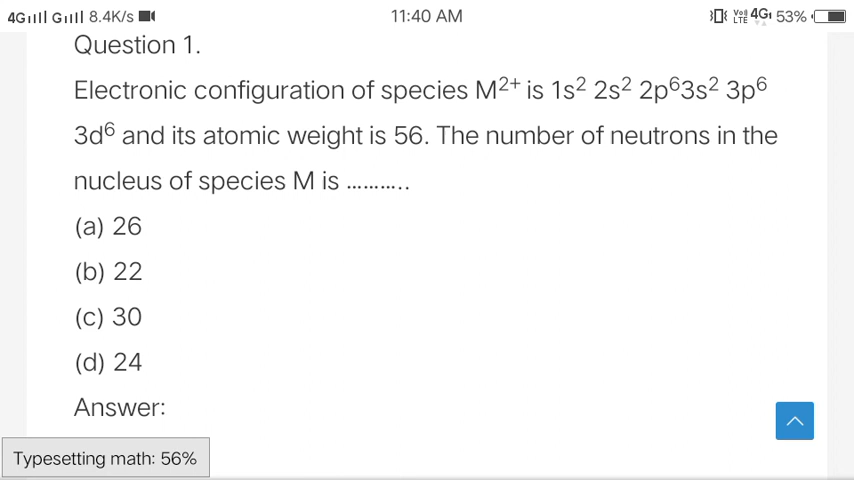 4G G 8.4K/s 11:40 AM Vo)) LTE 4G 53%
Question 1.
Electronic configuration of species M²⁺ is 1s² 2s² 2p⁶3s² 3p⁶
3d⁶ and its atomic weight is 56. The number of neutrons in the
nucleus of species M is ………..
(a) 26
(b) 22
(c) 30
(d) 24
Answer:
Typesetting math: 56%